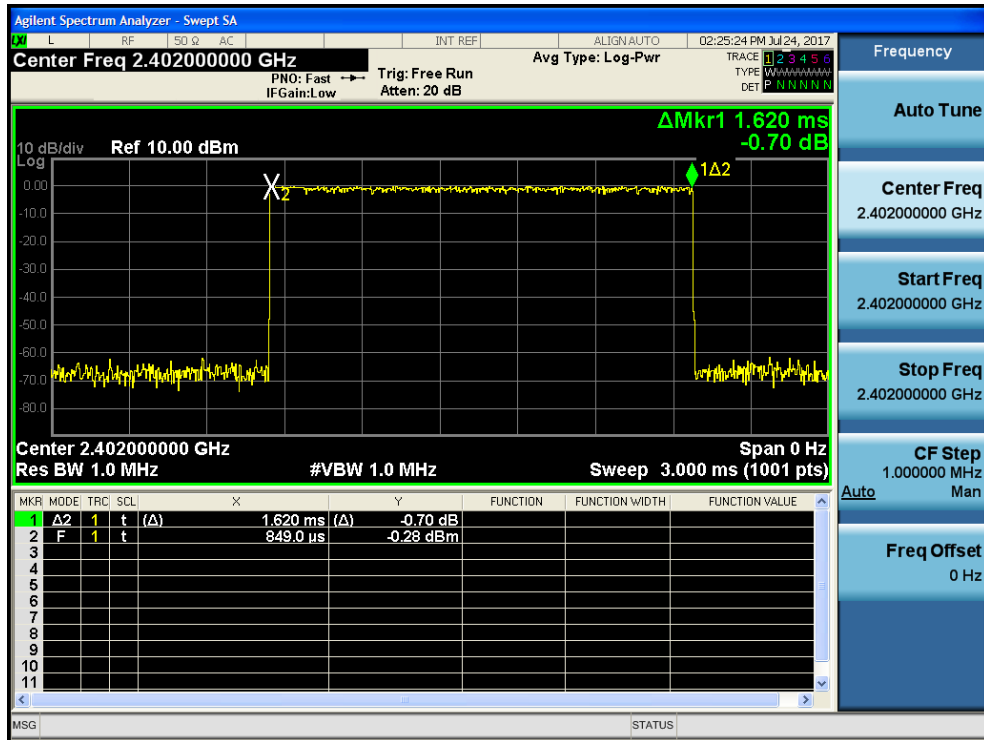 Agilent Spectrum Analyzer - Swept SA
LXI L RF 50 Ω AC INT REF ALIGN AUTO 02:25:24 PM Jul 24, 2017
Center Freq 2.402000000 GHz
PNO: Fast
IFGain:Low
Trig: Free Run
Atten: 20 dB
Avg Type: Log-Pwr
TRACE 1 2 3 4 5 6
TYPE
DET P N N N N N
ΔMkr1 1.620 ms
-0.70 dB
10 dB/div Ref 10.00 dBm
Log
1Δ2
0.00
2
-10.0
-20.0
-30.0
-40.0
-50.0
-60.0
-70.0
-80.0
Center 2.402000000 GHz Span 0 Hz
Res BW 1.0 MHz #VBW 1.0 MHz Sweep 3.000 ms (1001 pts)
MKR MODE TRC SCL X Y FUNCTION FUNCTION WIDTH FUNCTION VALUE
1 Δ2 1 t (Δ) 1.620 ms (Δ) -0.70 dB
2 F 1 t 849.0 µs -0.28 dBm
3
4
5
6
7
8
9
10
11
MSG STATUS
Frequency
Auto Tune
Center Freq
2.402000000 GHz
Start Freq
2.402000000 GHz
Stop Freq
2.402000000 GHz
CF Step
1.000000 MHz
Auto Man
Freq Offset
0 Hz